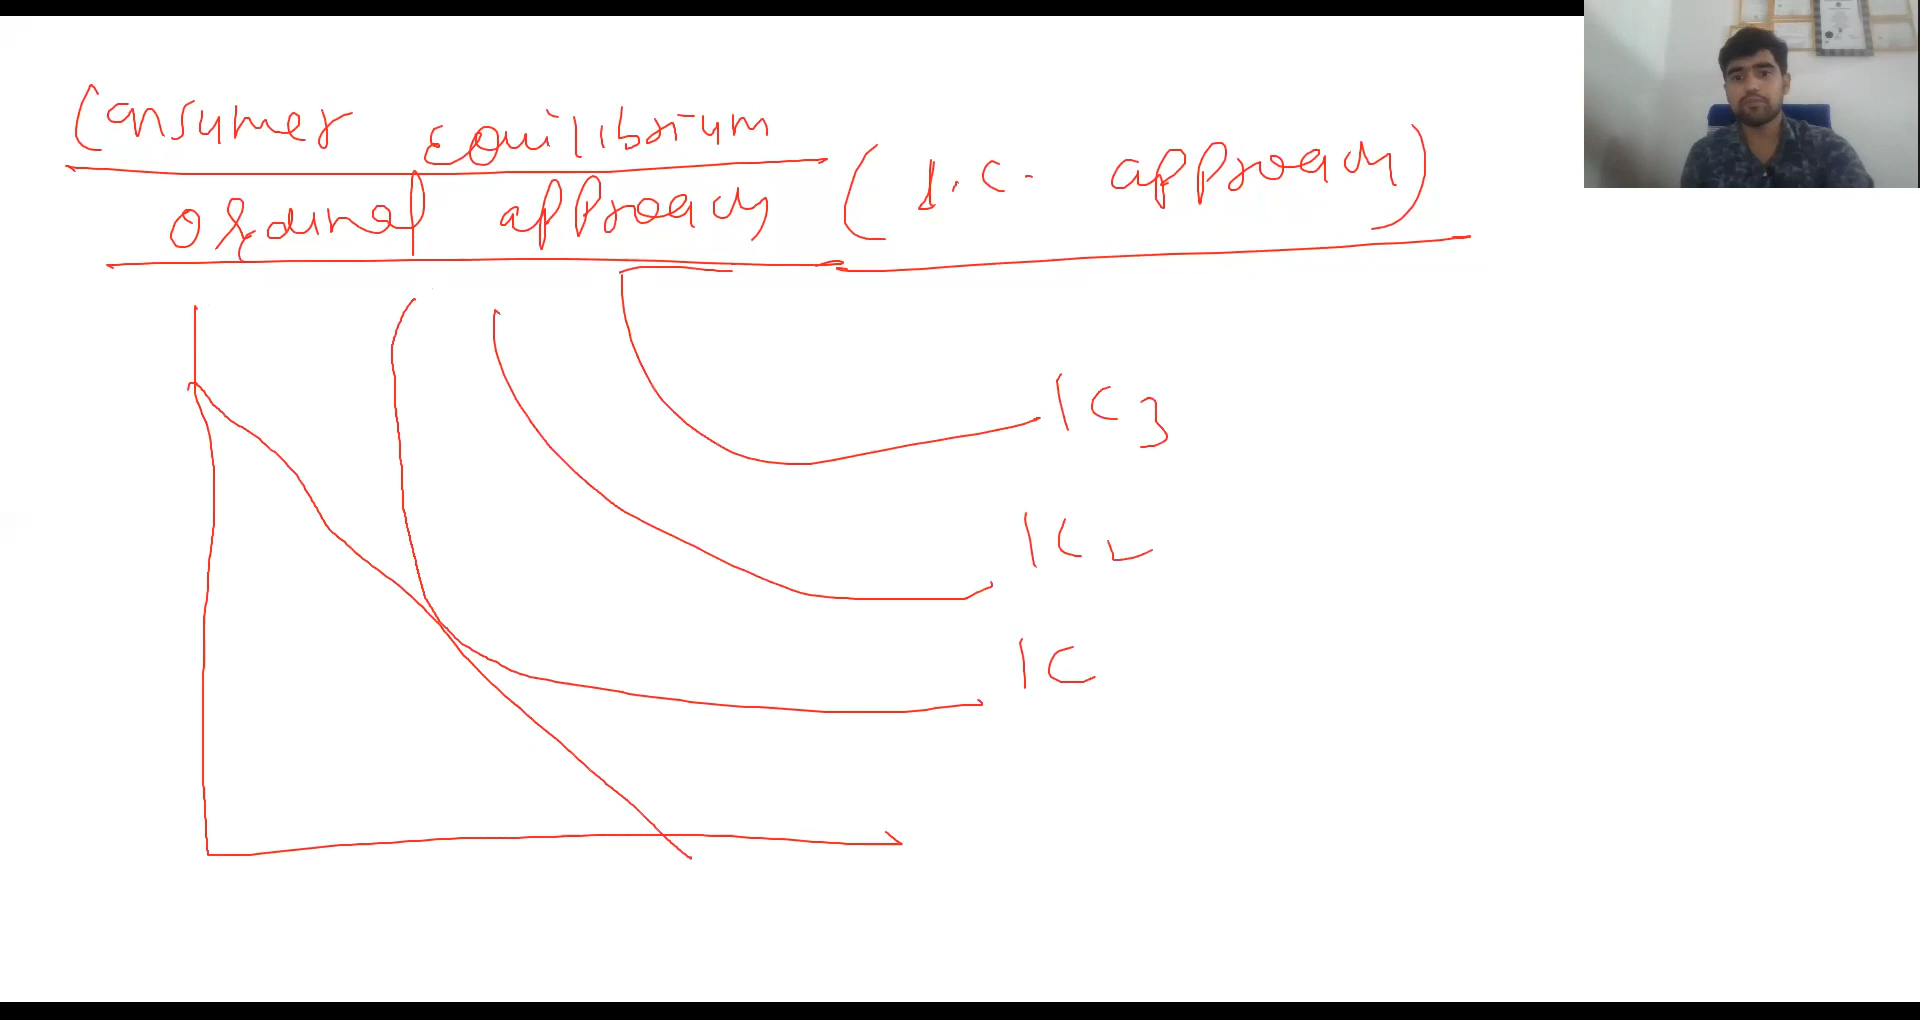 Consumer equilibrium
ordinal approach (I.C. approach)
IC3
IC2
IC